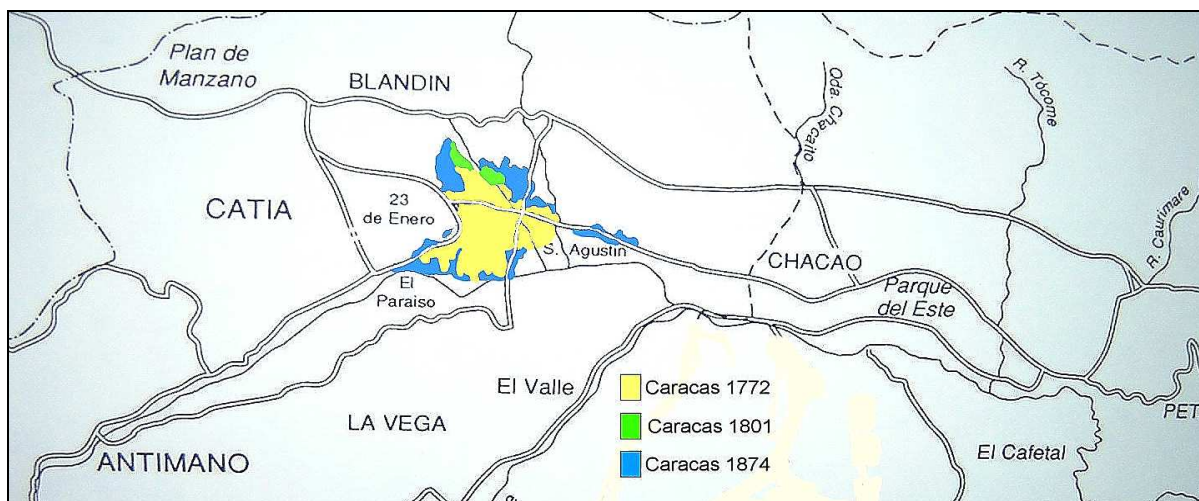 Plan de
Manzano
BLANDIN
Qda. Chacaito
R. Tócome
R. Caurimare
CATIA
23
de Enero
S. Agustin
CHACAO
El
Paraiso
Parque
del Este
El Valle
Caracas 1772
Caracas 1801
Caracas 1874
LA VEGA
PET
ANTIMANO
El Cafetal